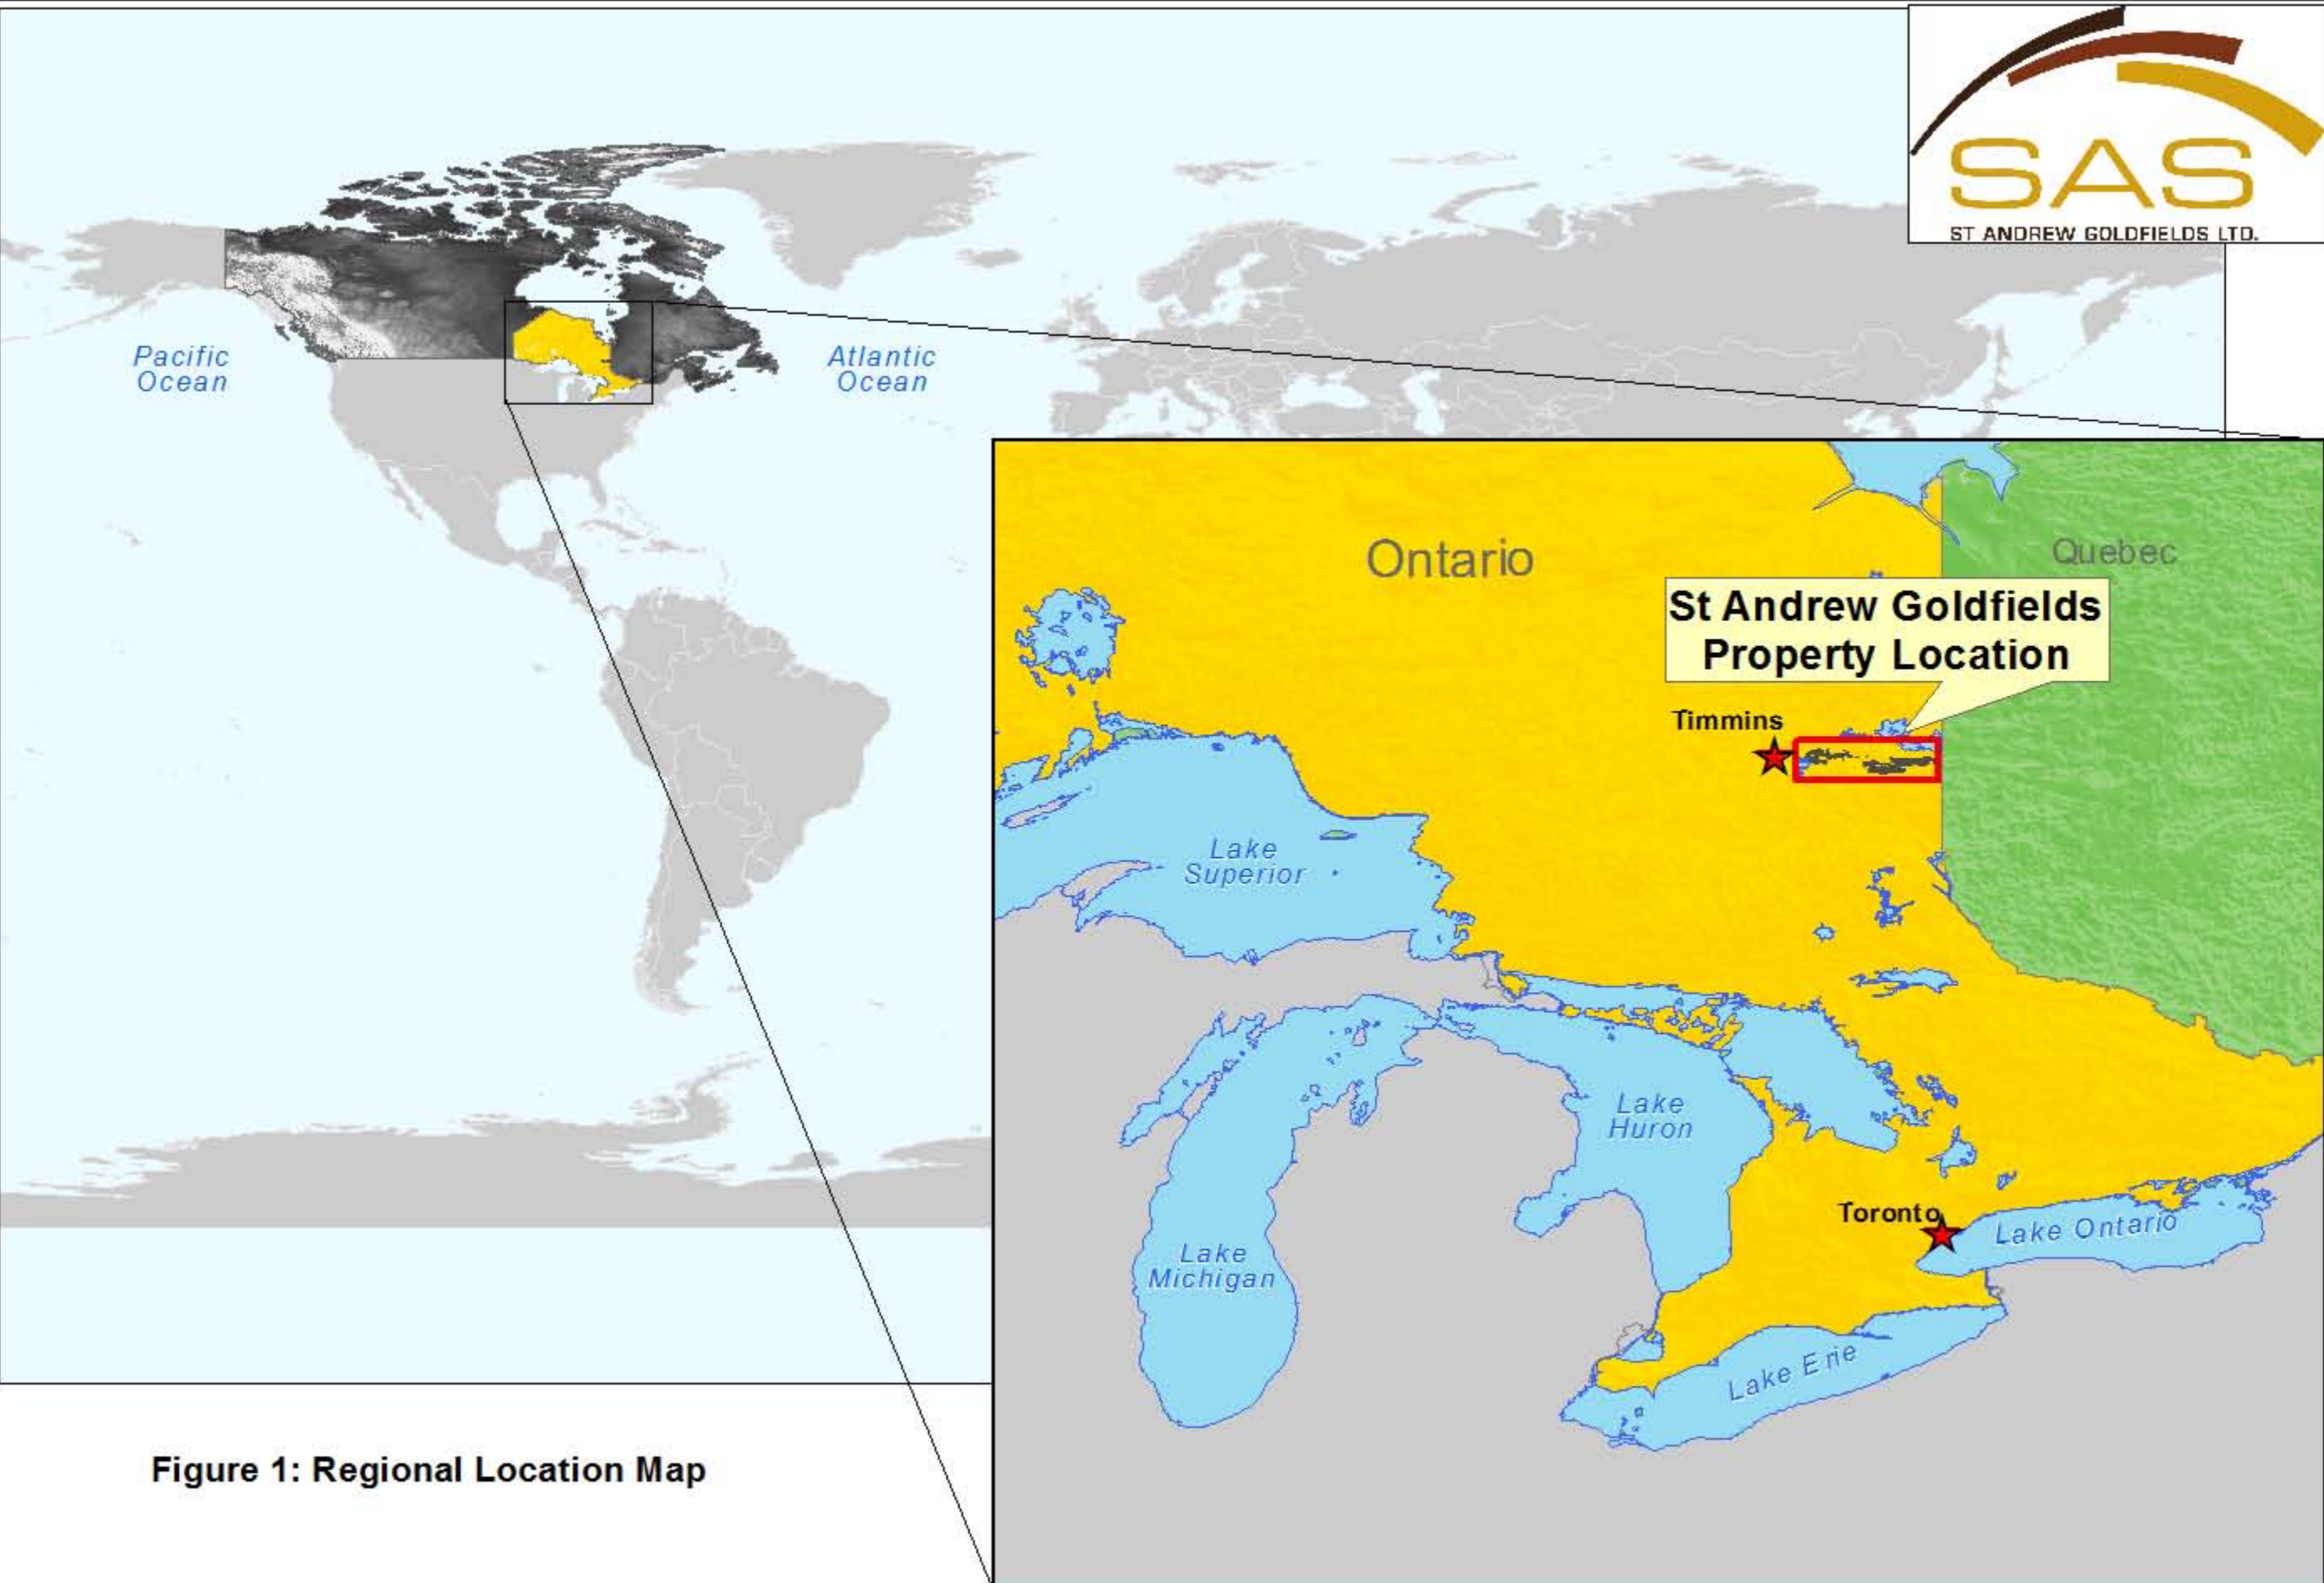 SAS
ST ANDREW GOLDFIELDS LTD.
Pacific
Ocean
Atlantic
Ocean
Ontario
Quebec
St Andrew Goldfields
Property Location
Timmins
Lake
Superior
Lake
Huron
Toronto
Lake Ontario
Lake
Michigan
Lake Erie
Figure 1: Regional Location Map